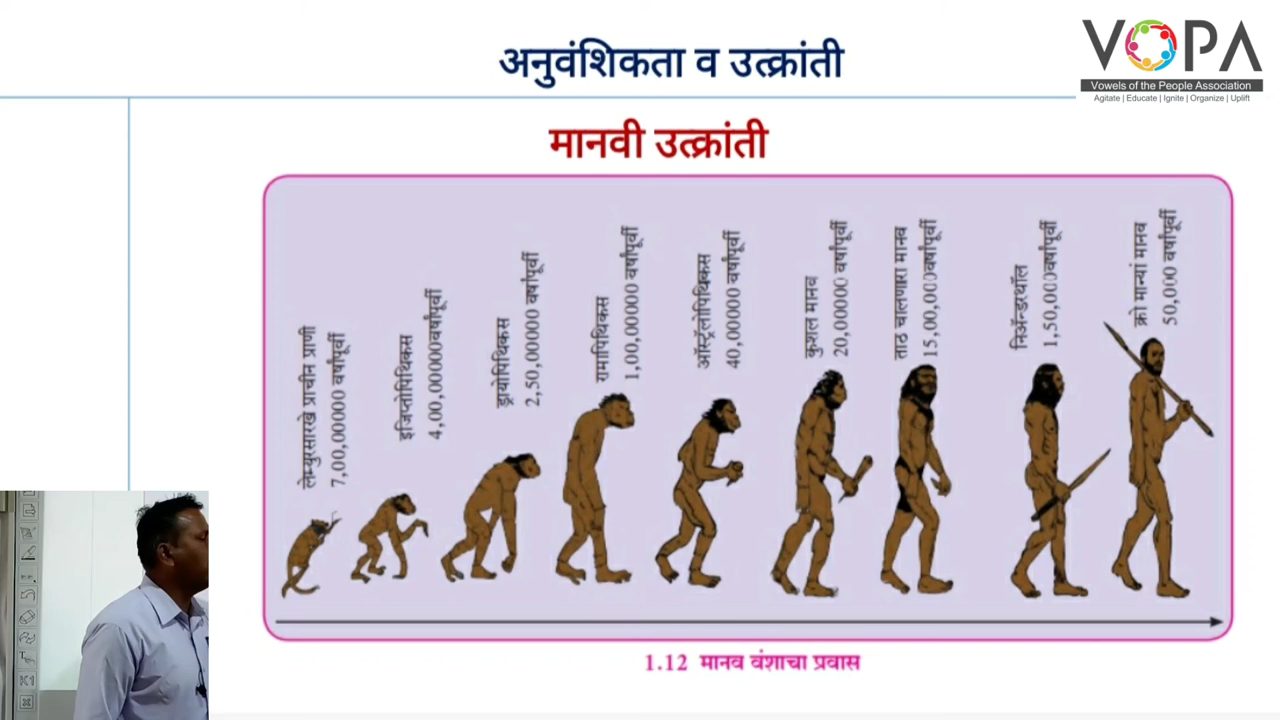 अनुवंशिकता व उत्क्रांती
VOPA
Vowels of the People Association
Agitate | Educate | Ignite | Organize | Uplift
मानवी उत्क्रांती
लेम्युरसारखे प्राचीन प्राणी
7,00,00000 वर्षांपूर्वी
इजिप्तोपिथिकस
4,00,00000वर्षांपूर्वी
ड्रायोपिथिकस
2,50,00000 वर्षांपूर्वी
रामापिथिकस
1,00,00000 वर्षांपूर्वी
ऑस्ट्रॅलोपिथिकस
40,00000 वर्षांपूर्वी
कुशल मानव
20,00000 वर्षांपूर्वी
ताठ चालणारा मानव
15,00,000वर्षांपूर्वी
निअँन्डरथॉल
1,50,000वर्षांपूर्वी
क्रो मान्यां मानव
50,000 वर्षांपूर्वी
1.12 मानव वंशाचा प्रवास
K1